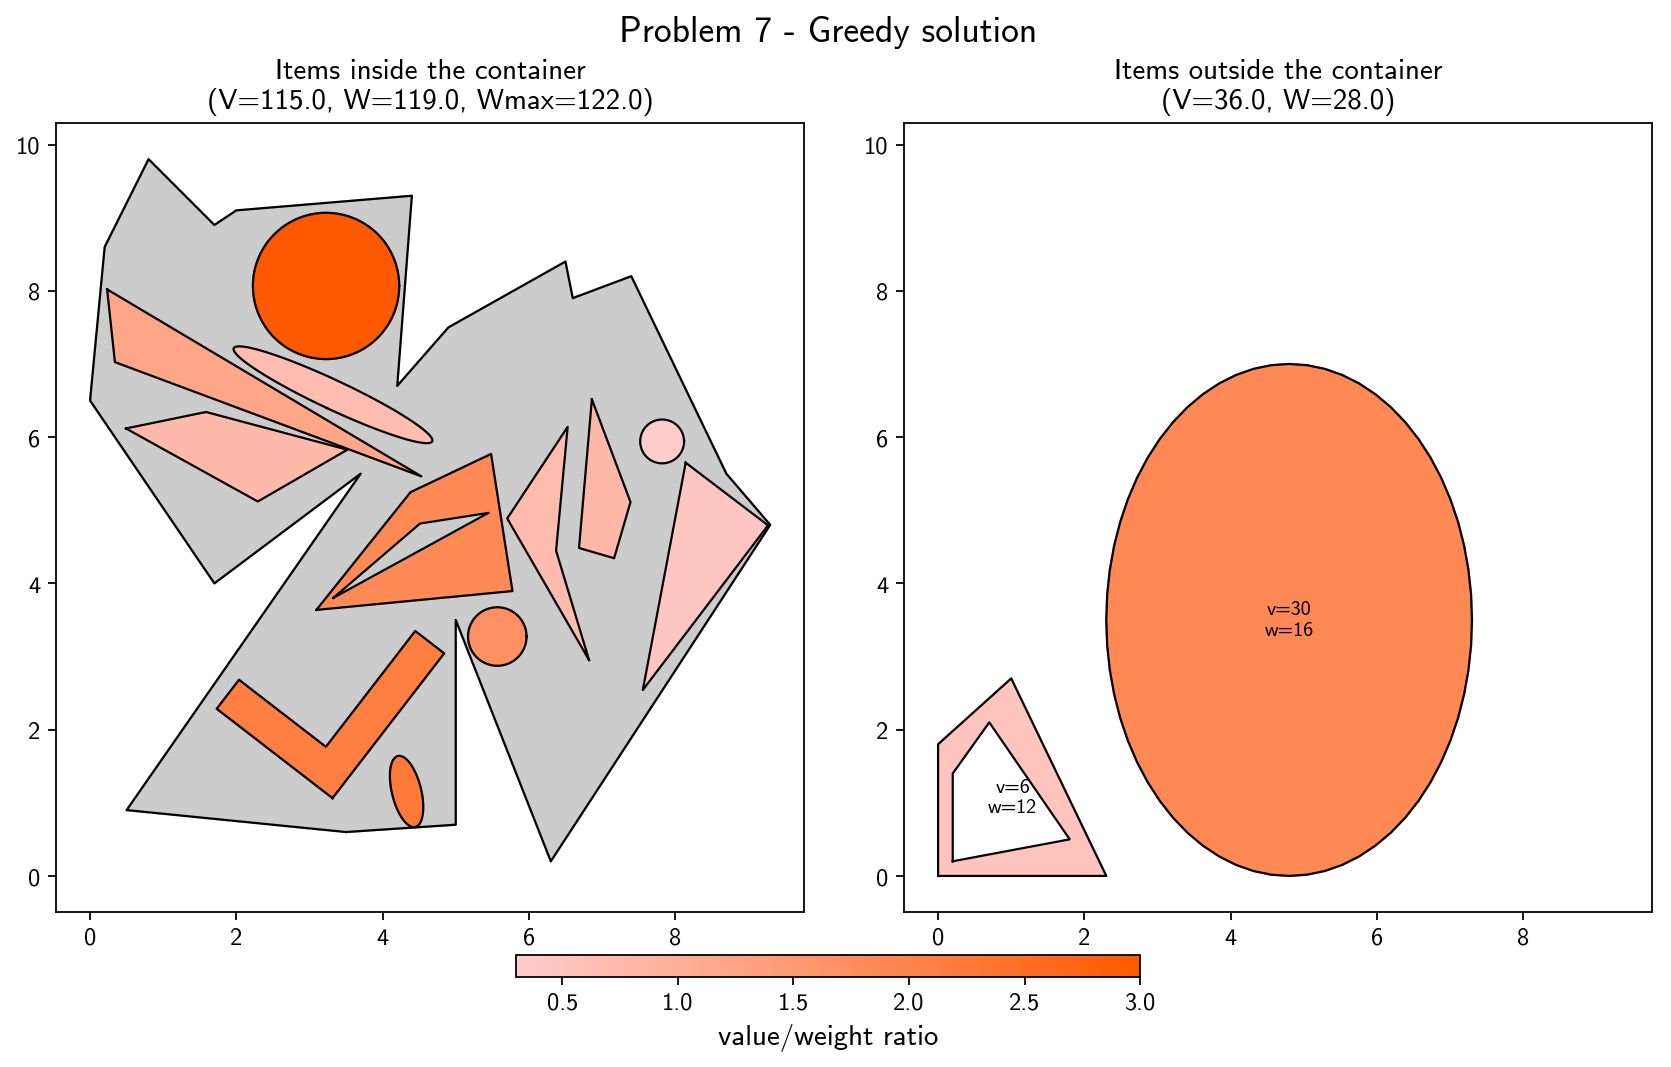 Problem 7 - Greedy solution
Items inside the container
(V=115.0, W=119.0, Wmax=122.0)
10
8
6
4
2
0
0 2 4 6 8
Items outside the container
(V=36.0, W=28.0)
10
8
6
4
2
0
v=30
w=16
v=6
w=12
0 2 4 6 8
0.5 1.0 1.5 2.0 2.5 3.0
value/weight ratio